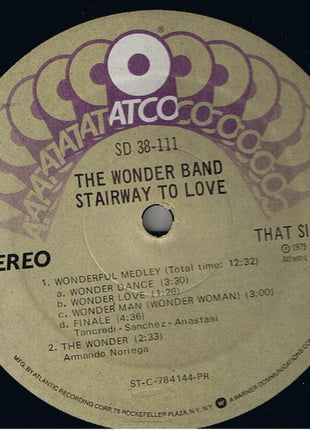 ATCO
SD 38-111
THE WONDER BAND
STAIRWAY TO LOVE
EREO
THAT SI
℗ 1979
Atlantic
1. WONDERFUL MEDLEY (Total time: 12:32)
a. WONDER DANCE (3:30)
b. WONDER LOVE (1:26)
c. WONDER MAN (WONDER WOMAN) (3:00)
d. FINALE (4:36)
Tancredi - Sanchez - Anastasi
2. THE WONDER (2:33)
Armando Noriega
ST-C-784144-PR
MFG. BY ATLANTIC RECORDING CORP. 75 ROCKEFELLER PLAZA, N.Y. N.Y. A WARNER COMMUNICATIONS CO